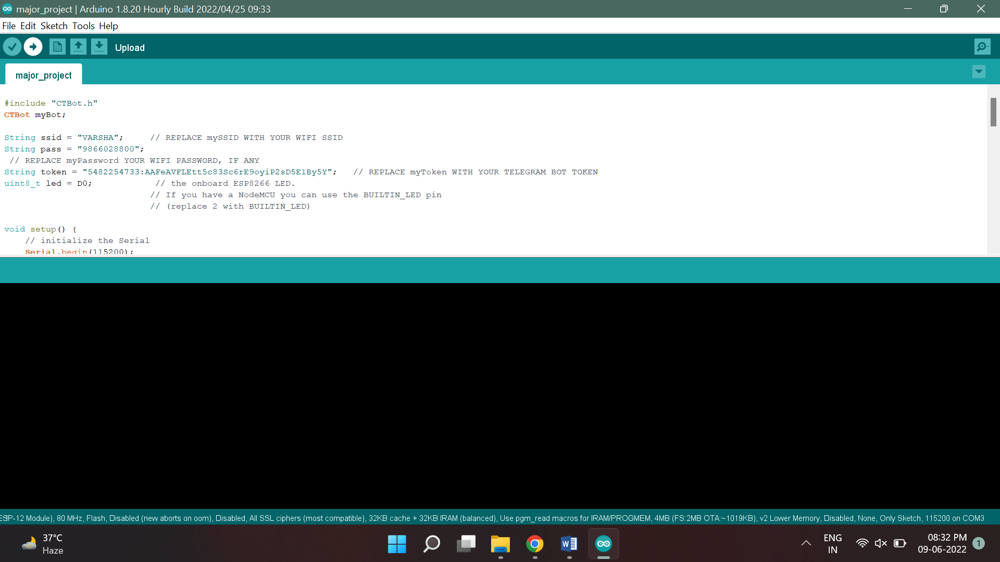 major_project | Arduino 1.8.20 Hourly Build 2022/04/25 09:33
File Edit Sketch Tools Help
Upload
major_project
#include "CTBot.h"
CTBot myBot;
String ssid = "VARSHA";     // REPLACE mySSID WITH YOUR WIFI SSID
String pass = "9866028800";
// REPLACE myPassword YOUR WIFI PASSWORD, IF ANY
String token = "5482254733:AAFeAVFLEtt5c83Sc6rE9oyiP2sD5E1By5Y";   // REPLACE myToken WITH YOUR TELEGRAM BOT TOKEN
uint8_t led = D0;            // the onboard ESP8266 LED.
// If you have a NodeMCU you can use the BUILTIN_LED pin
// (replace 2 with BUILTIN_LED)
void setup() {
// initialize the Serial
Serial.begin(115200);
ESP-12 Module), 80 MHz, Flash, Disabled (new aborts on oom), Disabled, All SSL ciphers (most compatible), 32KB cache + 32KB IRAM (balanced), Use pgm_read macros for IRAM/PROGMEM, 4MB (FS:2MB OTA:~1019KB), v2 Lower Memory, Disabled, None, Only Sketch, 115200 on COM3
37°C
Haze
W
ENG
IN
08:32 PM
09-06-2022
1